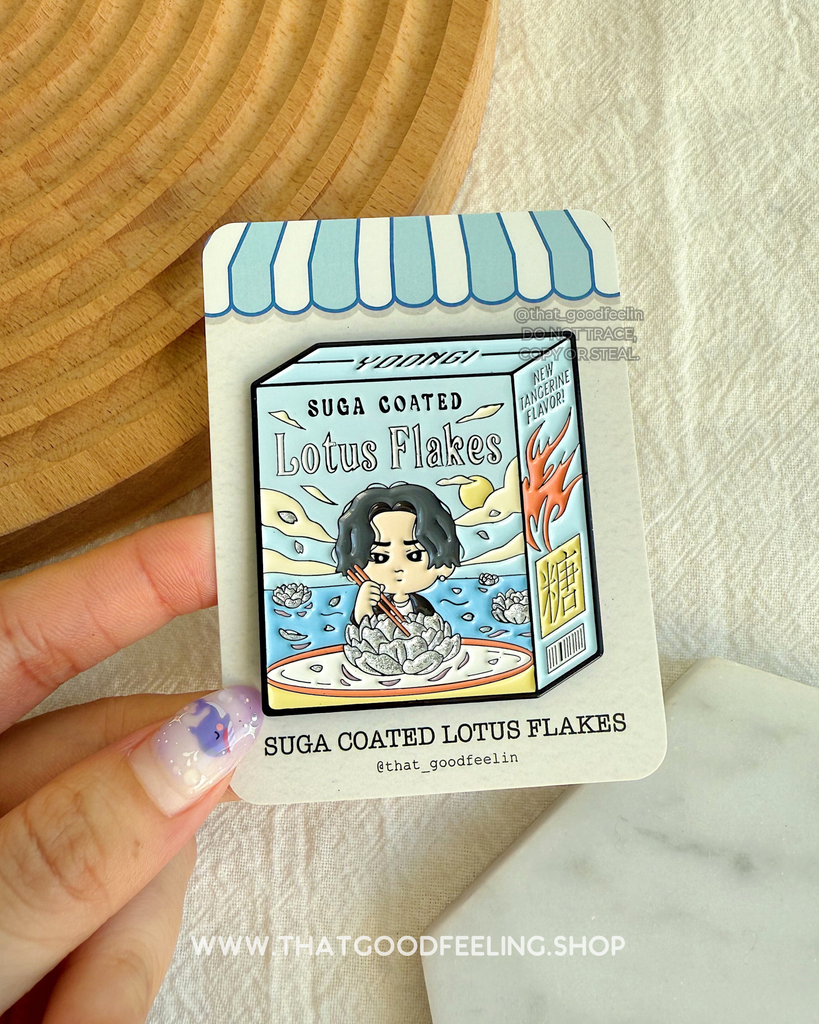 @that_goodfeelin
DO NOT TRACE,
COPY OR STEAL.
YOONGI
NEW
TANGERINE
FLAVOR!
SUGA COATED
Lotus Flakes
糖
SUGA COATED LOTUS FLAKES
@that_goodfeelin
WWW.THATGOODFEELING.SHOP